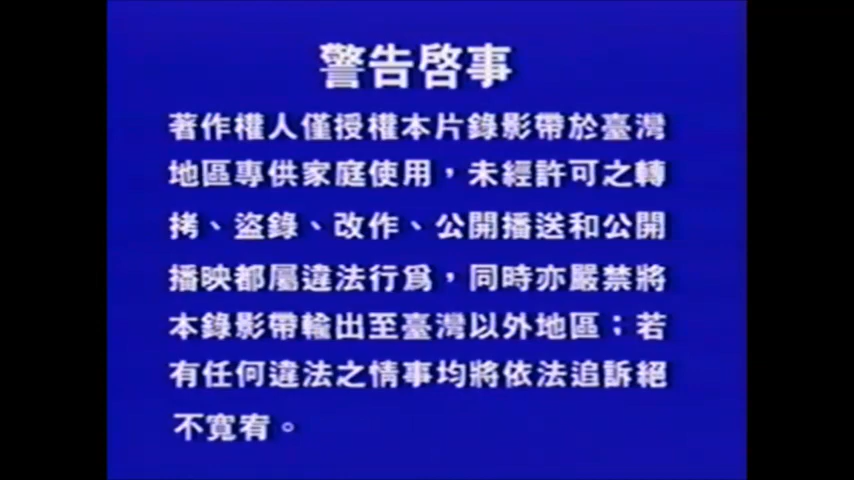 警告啓事
著作權人僅授權本片錄影帶於臺灣
地區專供家庭使用，未經許可之轉
拷、盜錄、改作、公開播送和公開
播映都屬違法行爲，同時亦嚴禁將
本錄影帶輸出至臺灣以外地區；若
有任何違法之情事均將依法追訴絕
不寬宥。